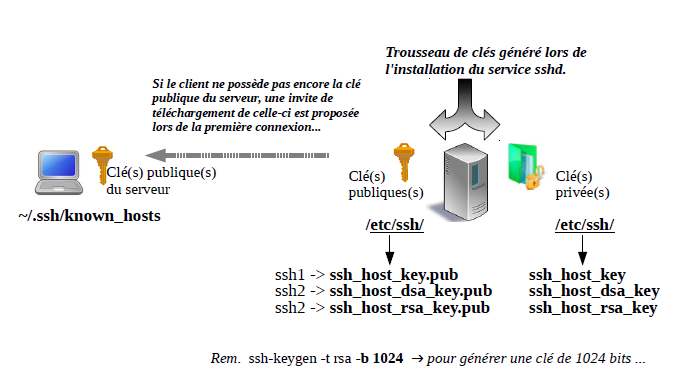 Trousseau de clés généré lors de
l'installation du service sshd.
Si le client ne possède pas encore la clé
publique du serveur, une invite de
téléchargement de celle-ci est proposée
lors de la première connexion...
Clé(s) publique(s)
du serveur
~/.ssh/known_hosts
Clé(s)
publiques(s)
/etc/ssh/
Clé(s)
privée(s)
/etc/ssh/
ssh1 -> ssh_host_key.pub
ssh2 -> ssh_host_dsa_key.pub
ssh2 -> ssh_host_rsa_key.pub
ssh_host_key
ssh_host_dsa_key
ssh_host_rsa_key
Rem. ssh-keygen -t rsa -b 1024 → pour générer une clé de 1024 bits ...